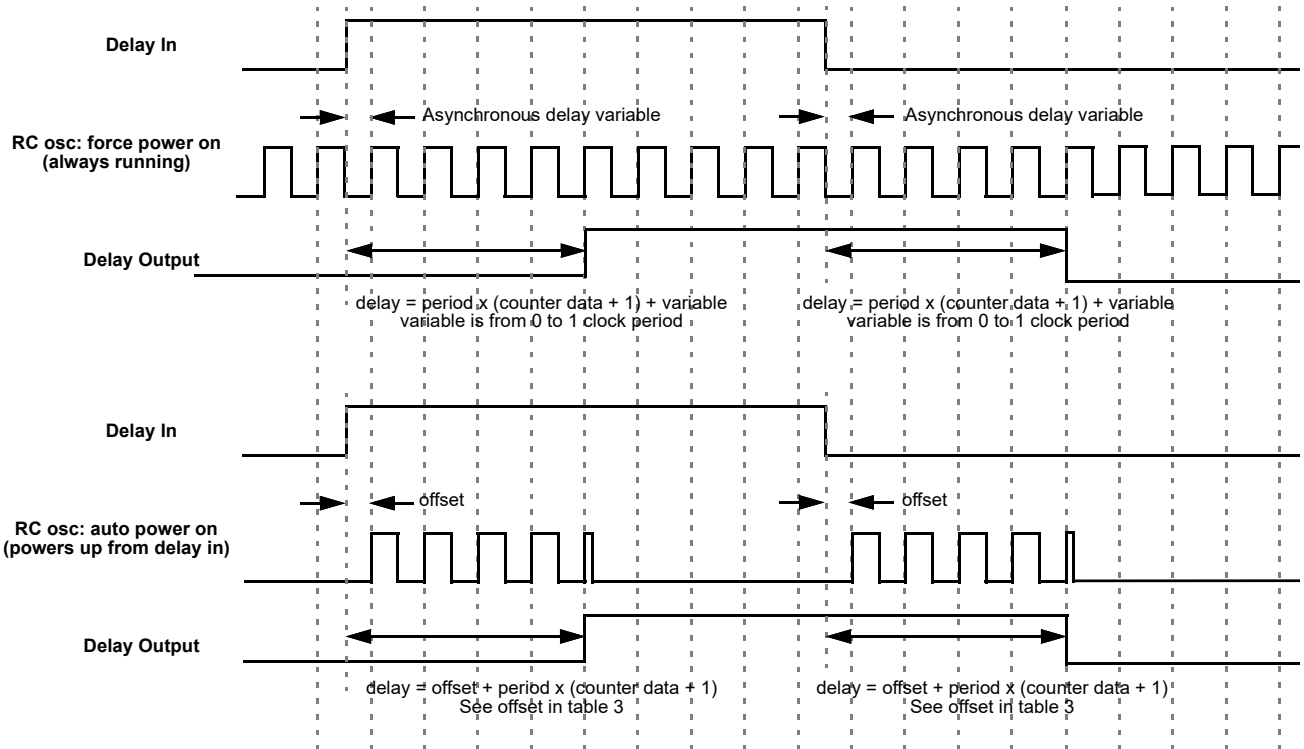 Delay In
Asynchronous delay variable
Asynchronous delay variable
RC osc: force power on
(always running)
Delay Output
delay = period x (counter data + 1) + variable
variable is from 0 to 1 clock period
delay = period x (counter data + 1) + variable
variable is from 0 to 1 clock period
Delay In
offset
offset
RC osc: auto power on
(powers up from delay in)
Delay Output
delay = offset + period x (counter data + 1)
See offset in table 3
delay = offset + period x (counter data + 1)
See offset in table 3